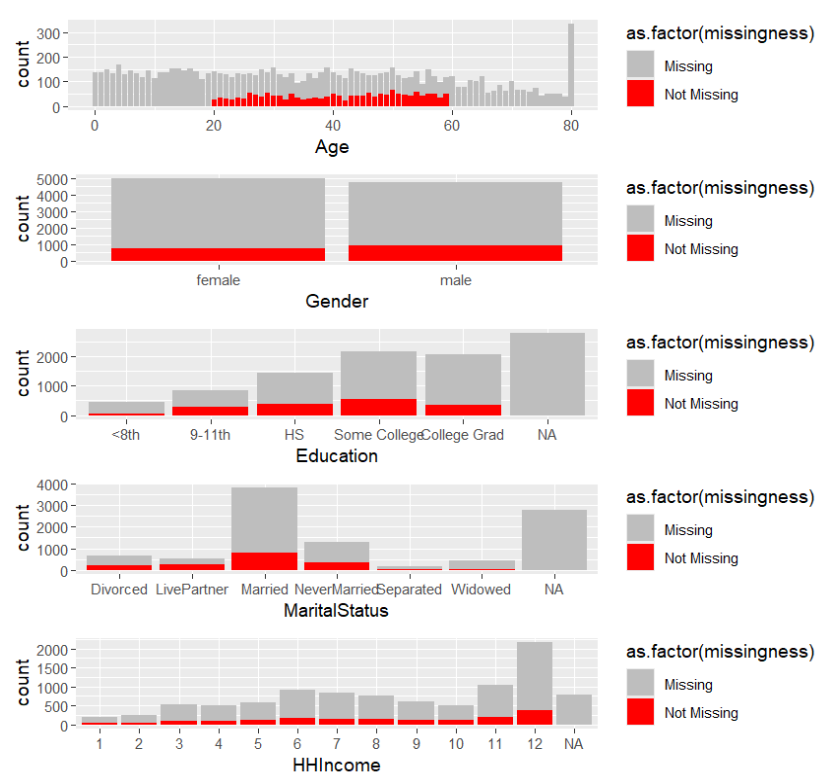 as.factor(missingness)
Missing
Not Missing
count
300
200
100
0
0 20 40 60 80
Age
as.factor(missingness)
Missing
Not Missing
count
5000
4000
3000
2000
1000
0
female male
Gender
as.factor(missingness)
Missing
Not Missing
count
2000
1000
0
<8th 9-11th HS Some College College Grad NA
Education
as.factor(missingness)
Missing
Not Missing
count
4000
3000
2000
1000
0
Divorced LivePartner Married NeverMarried Separated Widowed NA
MaritalStatus
as.factor(missingness)
Missing
Not Missing
count
2000
1500
1000
500
0
1 2 3 4 5 6 7 8 9 10 11 12 NA
HHIncome